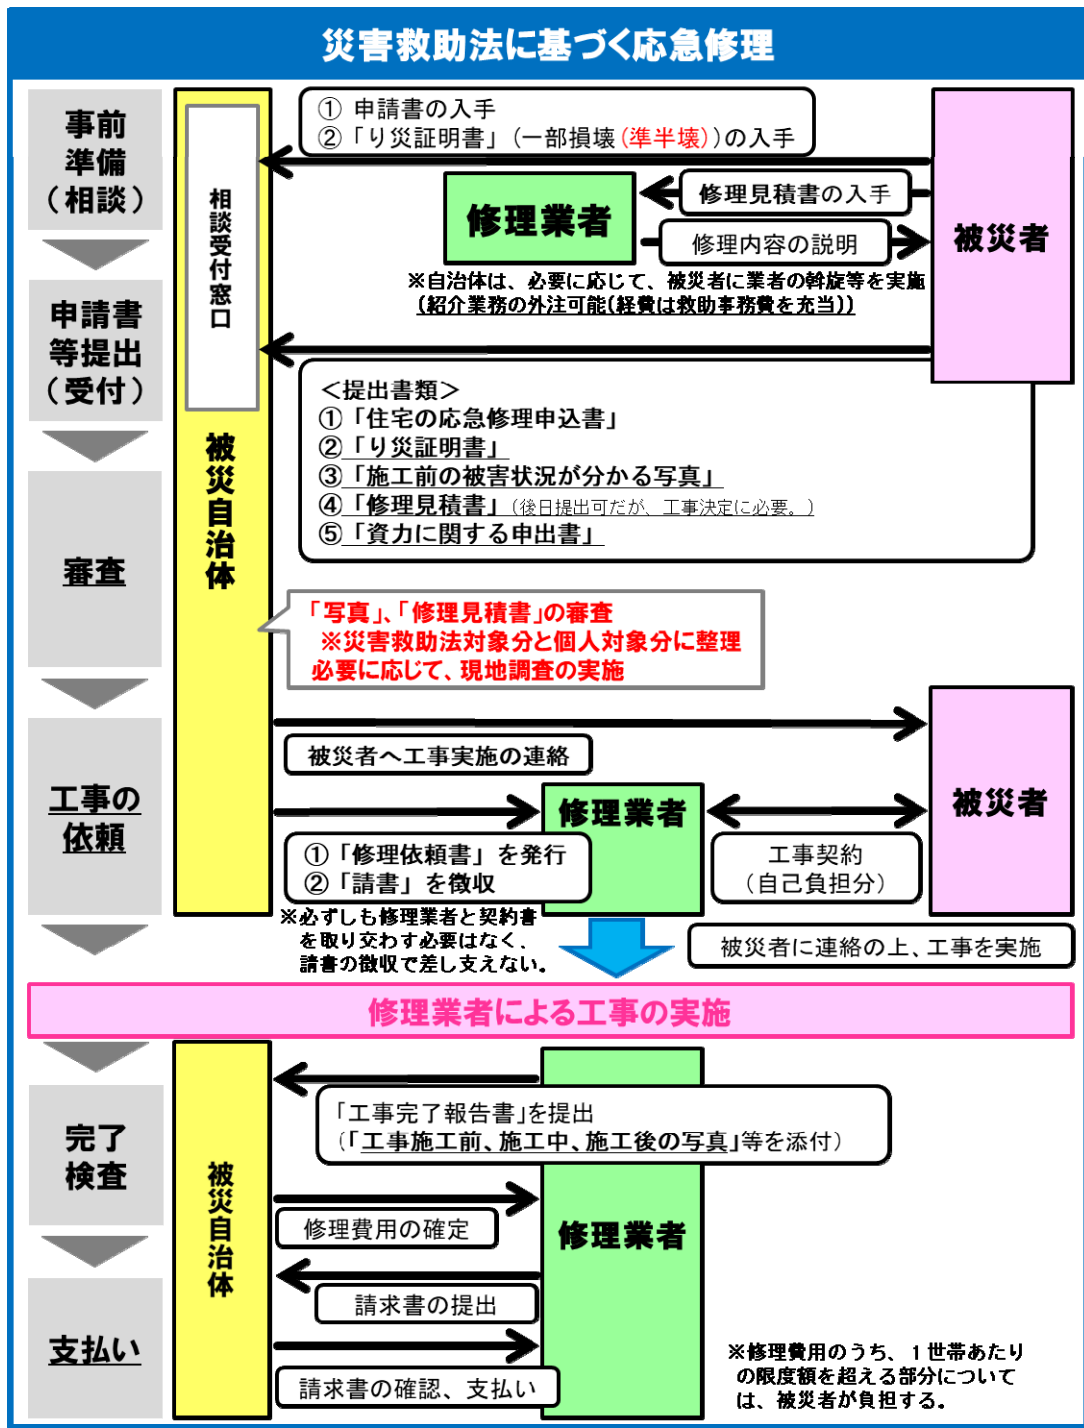 災害救助法に基づく応急修理
事前
準備
（相談）
① 申請書の入手
② 「り災証明書」（一部損壊（準半壊））の入手
相談受付窓口
修理業者
修理見積書の入手
修理内容の説明
被災者
※自治体は、必要に応じて、被災者に業者の斡旋等を実施
（紹介業務の外注可能（経費は救助事務費を充当））
申請書
等提出
（受付）
＜提出書類＞
①「住宅の応急修理申込書」
②「り災証明書」
③「施工前の被害状況が分かる写真」
④「修理見積書」（後日提出可だが、工事決定に必要。）
⑤「資力に関する申出書」
被災自治体
審査
「写真」、「修理見積書」の審査
※災害救助法対象分と個人対象分に整理
必要に応じて、現地調査の実施
工事の
依頼
被災者へ工事実施の連絡
修理業者
被災者
①「修理依頼書」を発行
②「請書」を徴収
工事契約
（自己負担分）
※必ずしも修理業者と契約書
を取り交わす必要はなく、
請書の徴収で差し支えない。
被災者に連絡の上、工事を実施
修理業者による工事の実施
完了
検査
「工事完了報告書」を提出
（「工事施工前、施工中、施工後の写真」等を添付）
被災自治体
修理費用の確定
修理業者
請求書の提出
支払い
請求書の確認、支払い
※修理費用のうち、１世帯あたり
の限度額を超える部分について
は、被災者が負担する。